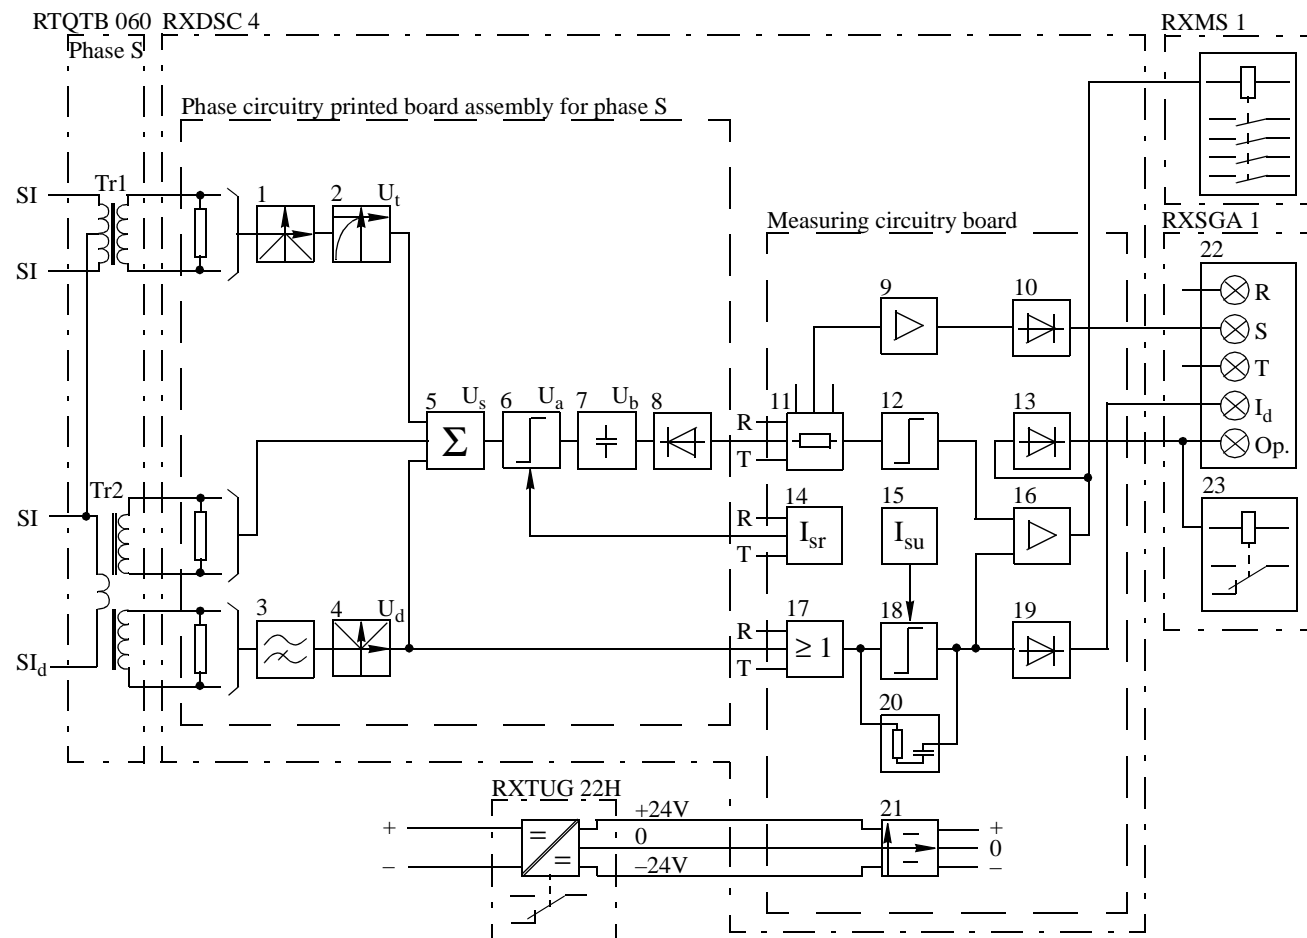 RTQTB 060 RXDSC 4 RXMS 1
Phase S
Phase circuitry printed board assembly for phase S
SI Tr1 1 2 Ut
SI
Measuring circuitry board RXSGA 1
22
R
9 10
S
T
5 Us 6 Ua 7 Ub 8 R 11 12 13 Id
Σ T Op.
Tr2 14 15 16 23
SI R Isr Isu
T
3 4 Ud 17 18 19
R ≥ 1
SId T
20
RXTUG 22H
+24V 21
+ = 0 +
0
– = –24V –